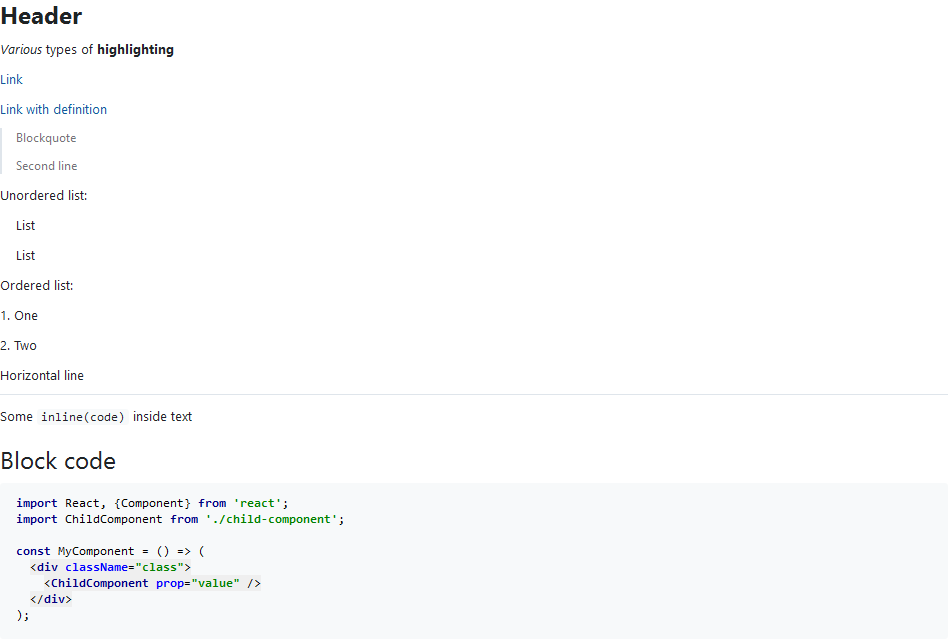 Header
Various types of highlighting
Link
Link with definition
Blockquote
Second line
Unordered list:
List
List
Ordered list:
1. One
2. Two
Horizontal line
Some inline(code) inside text
Block code
import React, {Component} from 'react';
import ChildComponent from './child-component';
const MyComponent = () => (
<div className="class">
<ChildComponent prop="value" />
</div>
);